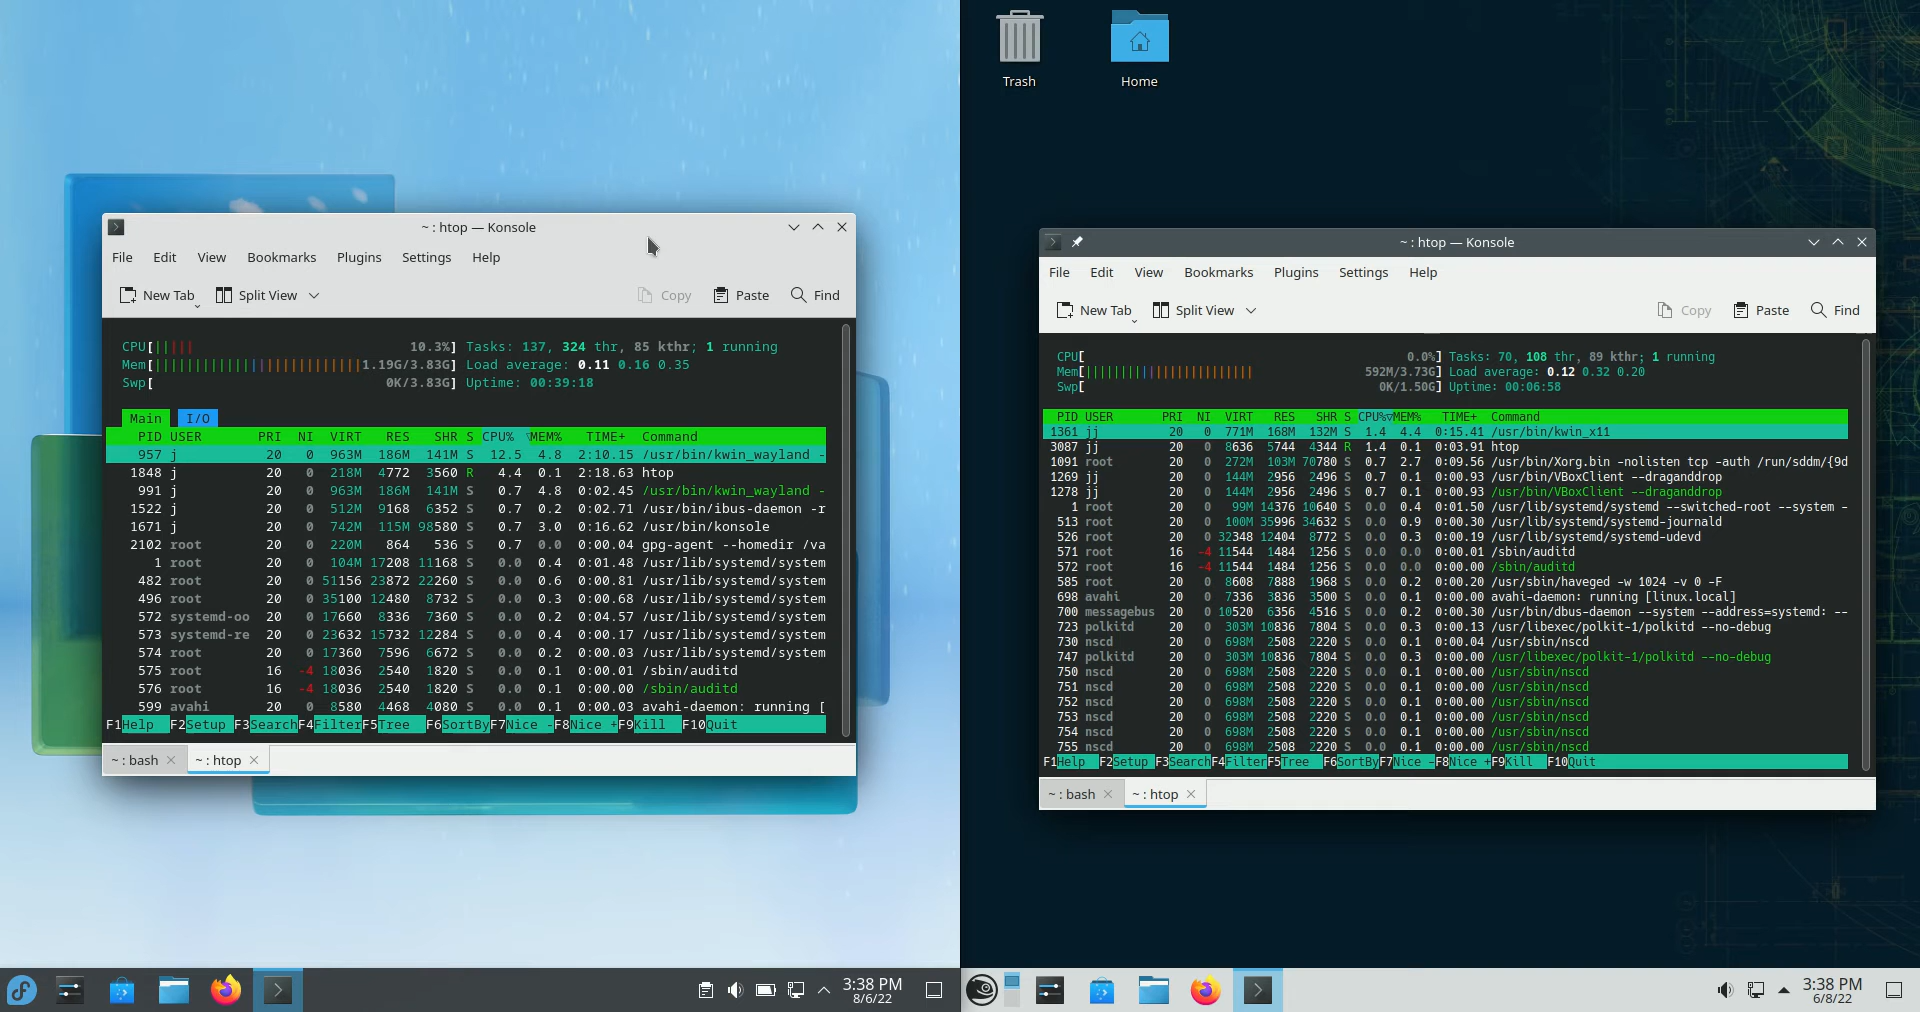 ~ : htop — Konsole
File Edit View Bookmarks Plugins Settings Help
New Tab Split View Copy Paste Find
CPU[||||| 10.3%] Tasks: 137, 324 thr, 85 kthr; 1 running
Mem[||||||||||||||||||||||||||1.19G/3.83G] Load average: 0.11 0.16 0.35
Swp[ 0K/3.83G] Uptime: 00:39:18
Main I/O
PID USER PRI NI VIRT RES SHR S CPU%▽MEM% TIME+ Command
957 j 20 0 963M 186M 141M S 12.5 4.8 2:10.15 /usr/bin/kwin_wayland -
1848 j 20 0 218M 4772 3560 R 4.4 0.1 2:18.63 htop
991 j 20 0 963M 186M 141M S 0.7 4.8 0:02.45 /usr/bin/kwin_wayland -
1522 j 20 0 512M 9168 6352 S 0.7 0.2 0:02.71 /usr/bin/ibus-daemon -r
1671 j 20 0 742M 115M 98580 S 0.7 3.0 0:16.62 /usr/bin/konsole
2102 root 20 0 220M 864 536 S 0.7 0.0 0:00.04 gpg-agent --homedir /va
1 root 20 0 104M 17208 11168 S 0.0 0.4 0:01.48 /usr/lib/systemd/system
482 root 20 0 51156 23872 22260 S 0.0 0.6 0:00.81 /usr/lib/systemd/system
496 root 20 0 35100 12480 8732 S 0.0 0.3 0:00.68 /usr/lib/systemd/system
572 systemd-oo 20 0 17660 8336 7360 S 0.0 0.2 0:04.57 /usr/lib/systemd/system
573 systemd-re 20 0 23632 15732 12284 S 0.0 0.4 0:00.17 /usr/lib/systemd/system
574 root 20 0 17360 7596 6672 S 0.0 0.2 0:00.03 /usr/lib/systemd/system
575 root 16 -4 18036 2540 1820 S 0.0 0.1 0:00.01 /sbin/auditd
576 root 16 -4 18036 2540 1820 S 0.0 0.1 0:00.00 /sbin/auditd
599 avahi 20 0 8580 4468 4080 S 0.0 0.1 0:00.03 avahi-daemon: running [
F1Help F2Setup F3SearchF4FilterF5Tree F6SortByF7Nice -F8Nice +F9Kill F10Quit
~ : bash ~ : htop
3:38 PM
8/6/22
Trash Home
~ : htop — Konsole
File Edit View Bookmarks Plugins Settings Help
New Tab Split View Copy Paste Find
CPU[ 0.0%] Tasks: 70, 108 thr, 89 kthr; 1 running
Mem[|||||||||||||||||||||||| 592M/3.73G] Load average: 0.12 0.32 0.20
Swp[ 0K/1.50G] Uptime: 00:06:58
PID USER PRI NI VIRT RES SHR S CPU%▽MEM% TIME+ Command
1361 jj 20 0 771M 168M 132M S 1.4 4.4 0:15.41 /usr/bin/kwin_x11
3087 jj 20 0 8636 5744 4344 R 1.4 0.1 0:03.91 htop
1091 root 20 0 272M 103M 70780 S 0.7 2.7 0:09.56 /usr/bin/Xorg.bin -nolisten tcp -auth /run/sddm/{9d
1269 jj 20 0 144M 2956 2496 S 0.7 0.1 0:00.93 /usr/bin/VBoxClient --draganddrop
1278 jj 20 0 144M 2956 2496 S 0.7 0.1 0:00.93 /usr/bin/VBoxClient --draganddrop
1 root 20 0 99M 14376 10640 S 0.0 0.4 0:01.50 /usr/lib/systemd/systemd --switched-root --system -
513 root 20 0 100M 35996 34632 S 0.0 0.9 0:00.30 /usr/lib/systemd/systemd-journald
526 root 20 0 32348 12404 8772 S 0.0 0.3 0:00.19 /usr/lib/systemd/systemd-udevd
571 root 16 -4 11544 1484 1256 S 0.0 0.0 0:00.01 /sbin/auditd
572 root 16 -4 11544 1484 1256 S 0.0 0.0 0:00.00 /sbin/auditd
585 root 20 0 8608 7888 1968 S 0.0 0.2 0:00.20 /usr/sbin/haveged -w 1024 -v 0 -F
698 avahi 20 0 7336 3836 3500 S 0.0 0.1 0:00.00 avahi-daemon: running [linux.local]
700 messagebus 20 0 10520 6356 4516 S 0.0 0.2 0:00.30 /usr/bin/dbus-daemon --system --address=systemd: --
723 polkitd 20 0 303M 10836 7804 S 0.0 0.3 0:00.13 /usr/libexec/polkit-1/polkitd --no-debug
730 nscd 20 0 698M 2508 2220 S 0.0 0.1 0:00.04 /usr/sbin/nscd
747 polkitd 20 0 303M 10836 7804 S 0.0 0.3 0:00.00 /usr/libexec/polkit-1/polkitd --no-debug
750 nscd 20 0 698M 2508 2220 S 0.0 0.1 0:00.00 /usr/sbin/nscd
751 nscd 20 0 698M 2508 2220 S 0.0 0.1 0:00.00 /usr/sbin/nscd
752 nscd 20 0 698M 2508 2220 S 0.0 0.1 0:00.00 /usr/sbin/nscd
753 nscd 20 0 698M 2508 2220 S 0.0 0.1 0:00.00 /usr/sbin/nscd
754 nscd 20 0 698M 2508 2220 S 0.0 0.1 0:00.00 /usr/sbin/nscd
755 nscd 20 0 698M 2508 2220 S 0.0 0.1 0:00.00 /usr/sbin/nscd
F1Help F2Setup F3SearchF4FilterF5Tree F6SortByF7Nice -F8Nice +F9Kill F10Quit
~ : bash ~ : htop
3:38 PM
6/8/22